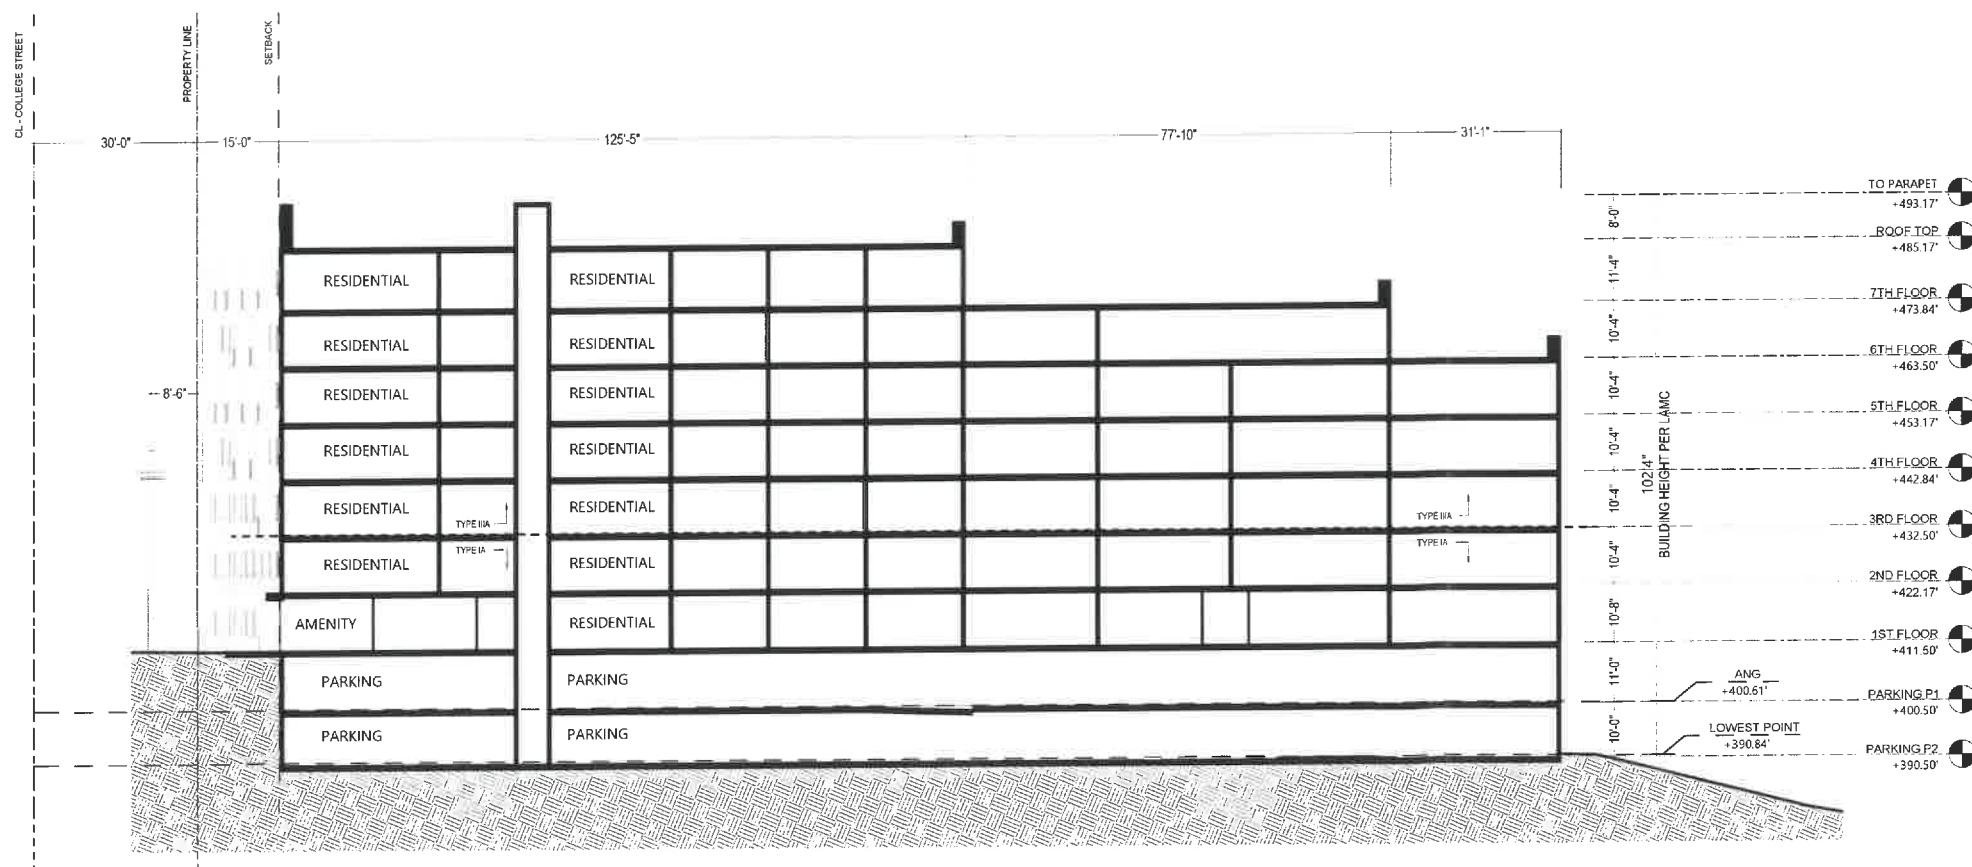 CL - COLLEGE STREET
PROPERTY LINE
SETBACK
30'-0"
15'-0"
125'-5"
77'-10"
31'-1"
TO PARAPET
+493.17'
8'-0"
ROOF TOP
+485.17'
11'-4"
7TH FLOOR
+473.84'
10'-4"
6TH FLOOR
+463.50'
10'-4"
5TH FLOOR
+453.17'
10'-4"
4TH FLOOR
+442.84'
10'-4"
3RD FLOOR
+432.50'
10'-4"
2ND FLOOR
+422.17'
10'-8"
1ST FLOOR
+411.50'
11'-0"
PARKING P1
+400.50'
10'-0"
PARKING P2
+390.50'
102'4"
BUILDING HEIGHT PER LAMC
ANG
+400.61'
LOWEST POINT
+390.84'
8'-6"
RESIDENTIAL
RESIDENTIAL
RESIDENTIAL
RESIDENTIAL
RESIDENTIAL
RESIDENTIAL
RESIDENTIAL
RESIDENTIAL
RESIDENTIAL
RESIDENTIAL
TYPE IIIA
TYPE IIIA
TYPE IA
TYPE IA
RESIDENTIAL
RESIDENTIAL
AMENITY
RESIDENTIAL
PARKING
PARKING
PARKING
PARKING